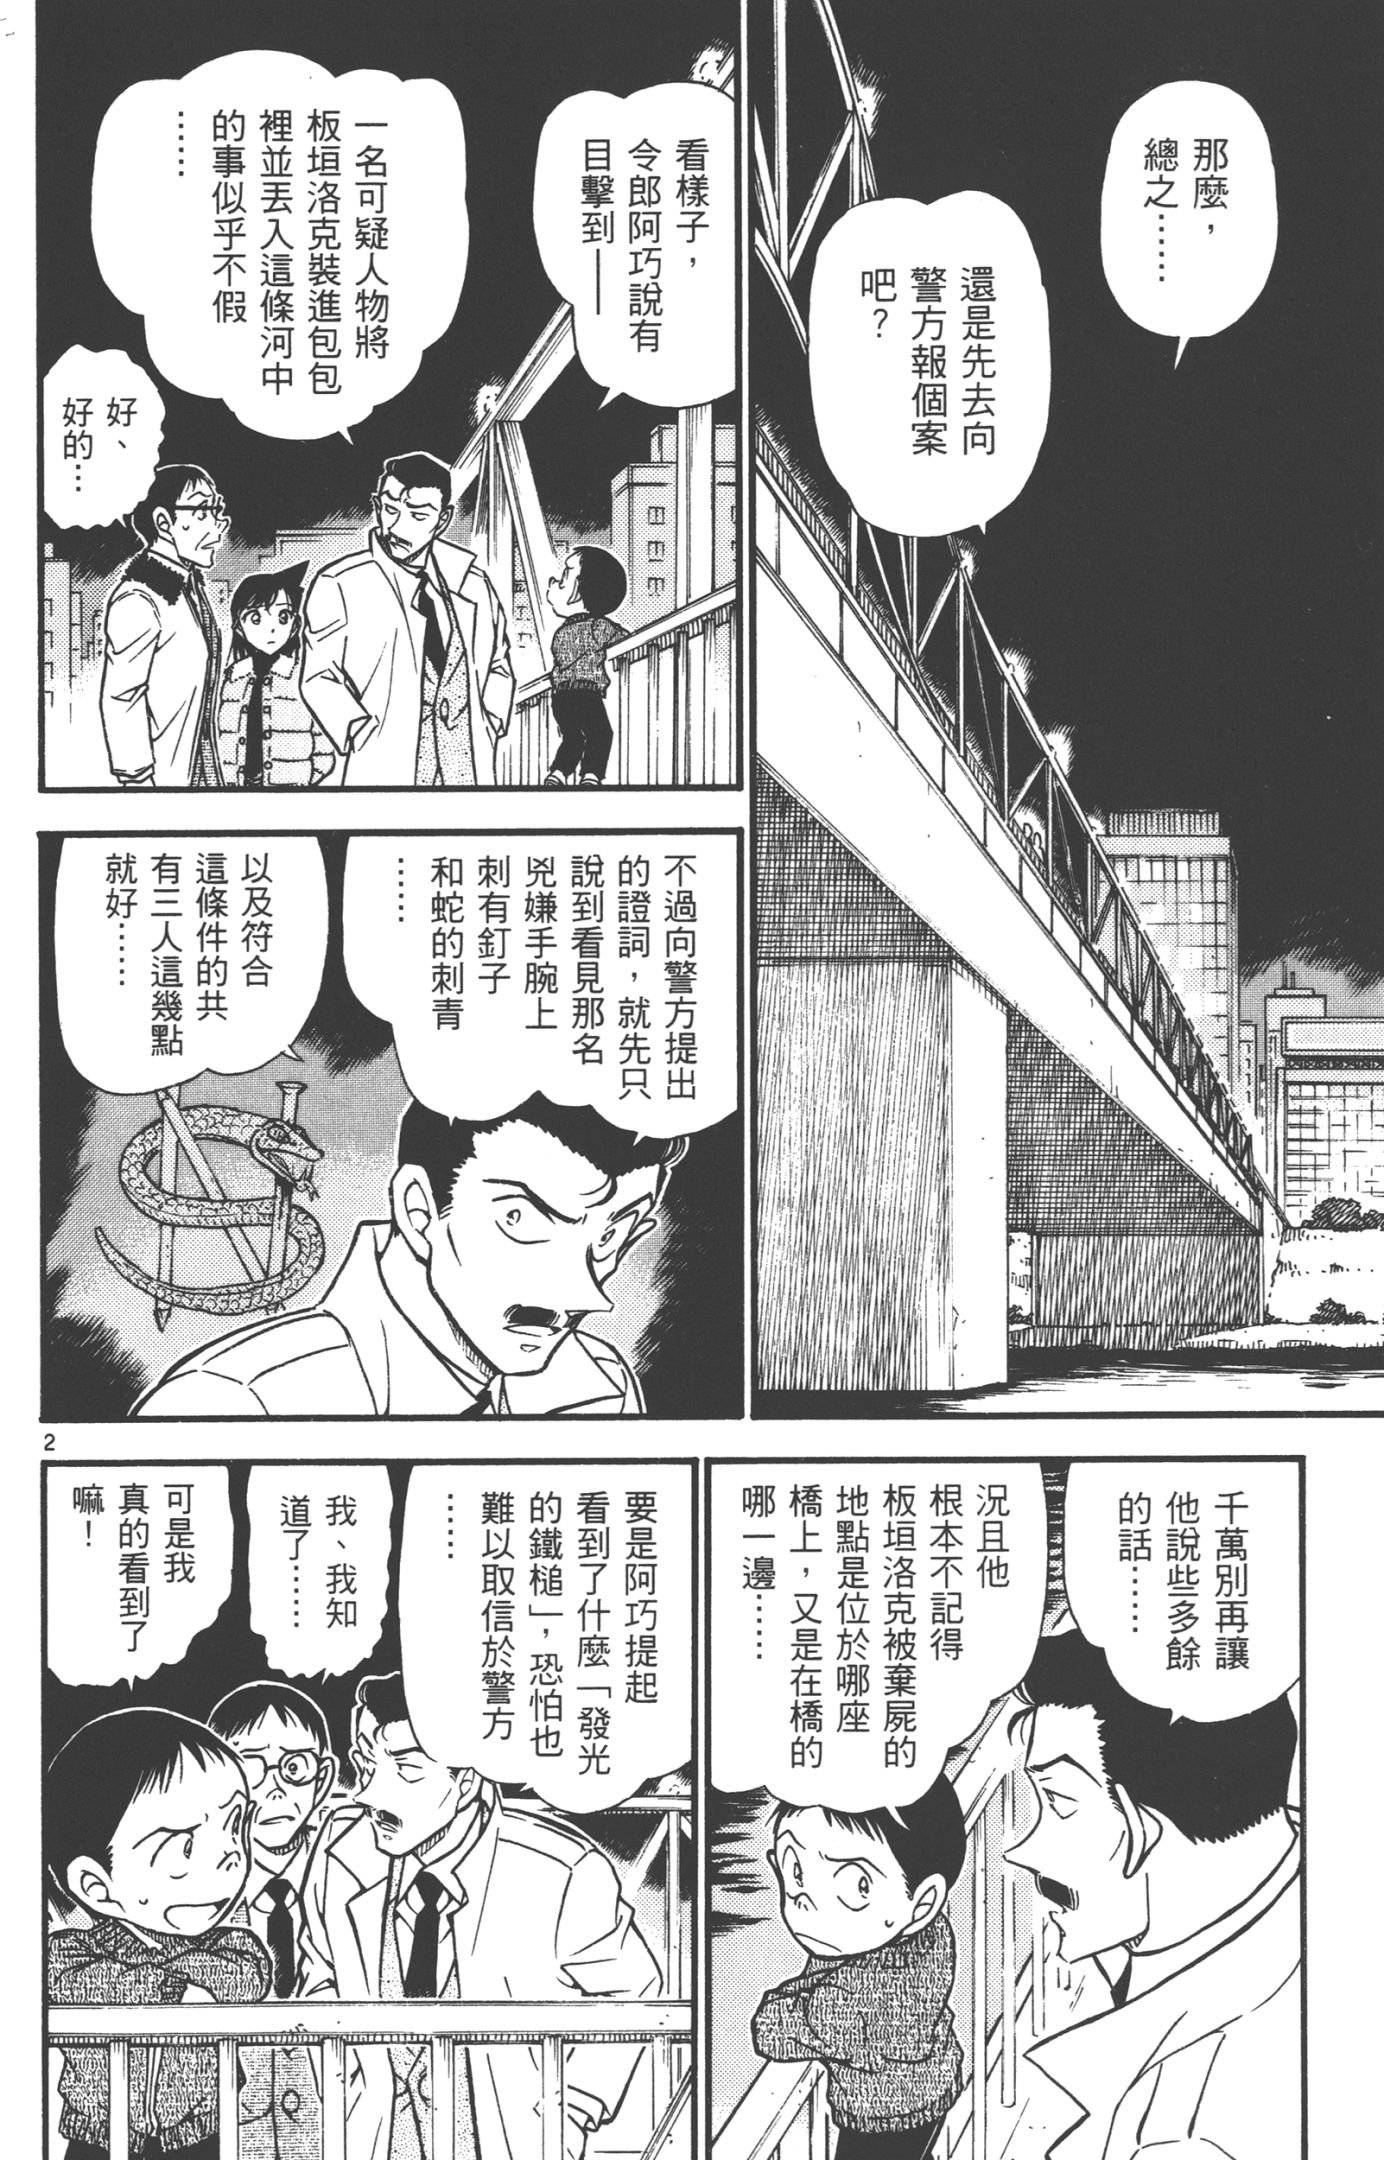 那麼，
總之……
還是先去向
警方報個案
吧？
看樣子，
令郎阿巧說有
目擊到——
一名可疑人物將
板垣洛克裝進包包
裡並丟入這條河中
的事似乎不假
……
好、
好的…
不過向警方提出
的證詞，就先只
說到看見那名
兇嫌手腕上
刺有釘子
和蛇的刺青
……
以及符合
這條件的共
有三人這幾點
就好……
千萬別再讓
他說些多餘
的話……
況且他
根本不記得
板垣洛克被棄屍的
地點是位於哪座
橋上，又是在橋的
哪一邊……
要是阿巧提起
看到了什麼「發光
的鐵槌」，恐怕也
難以取信於警方
……
我、我知
道了……
可是我
真的看到了
嘛！
2